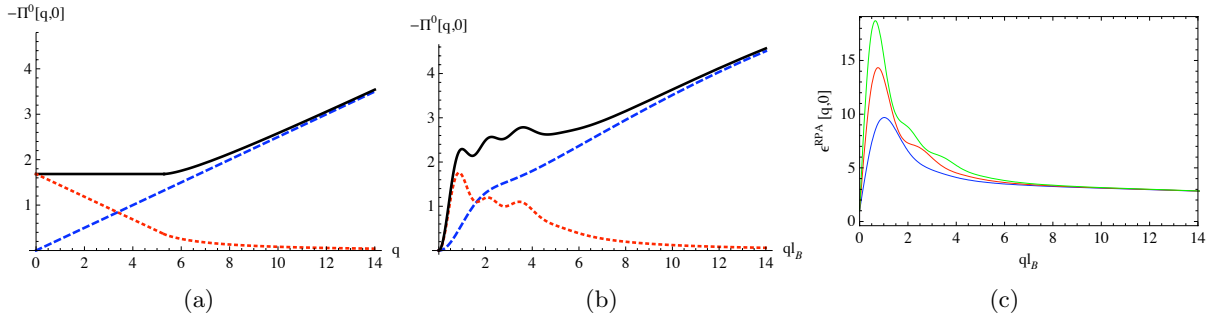 −Π⁰[q,0]
4
3
2
1
0 2 4 6 8 10 12 14 q
(a)
−Π⁰[q,0]
4
3
2
1
0 2 4 6 8 10 12 14 ql_B
(b)
ϵ^RPA [q,0]
15
10
5
0
0 2 4 6 8 10 12 14
ql_B
(c)